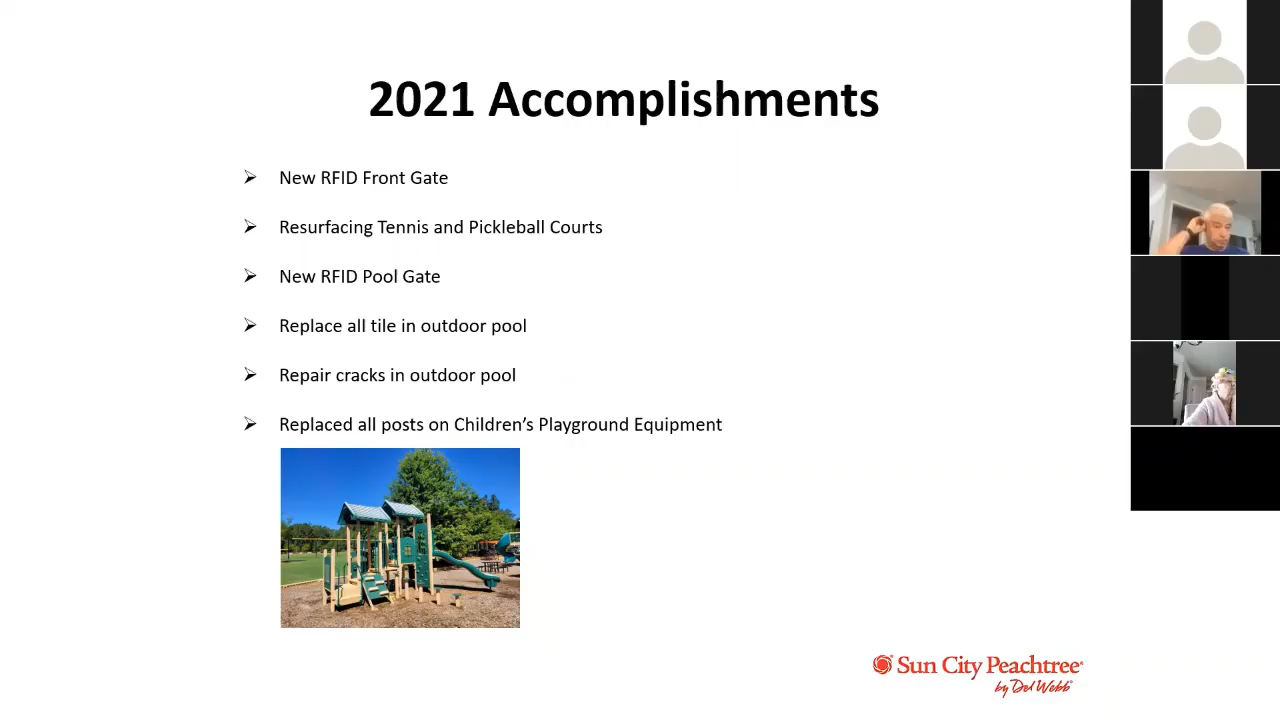 2021 Accomplishments
New RFID Front Gate
Resurfacing Tennis and Pickleball Courts
New RFID Pool Gate
Replace all tile in outdoor pool
Repair cracks in outdoor pool
Replaced all posts on Children’s Playground Equipment
Sun City Peachtree®
by Del Webb®